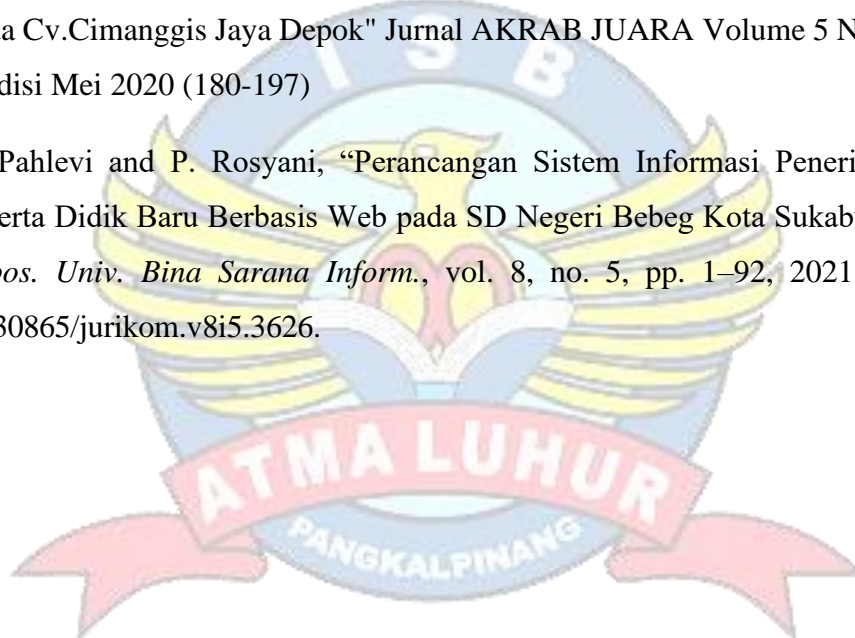 a Cv.Cimanggis Jaya Depok" Jurnal AKRAB JUARA Volume 5 N
disi Mei 2020 (180-197)
Pahlevi and P. Rosyani, “Perancangan Sistem Informasi Peneri
erta Didik Baru Berbasis Web pada SD Negeri Bebeg Kota Sukab
os. Univ. Bina Sarana Inform., vol. 8, no. 5, pp. 1–92, 2021
30865/jurikom.v8i5.3626.
I S B
ATMA LUHUR
PANGKALPINANG